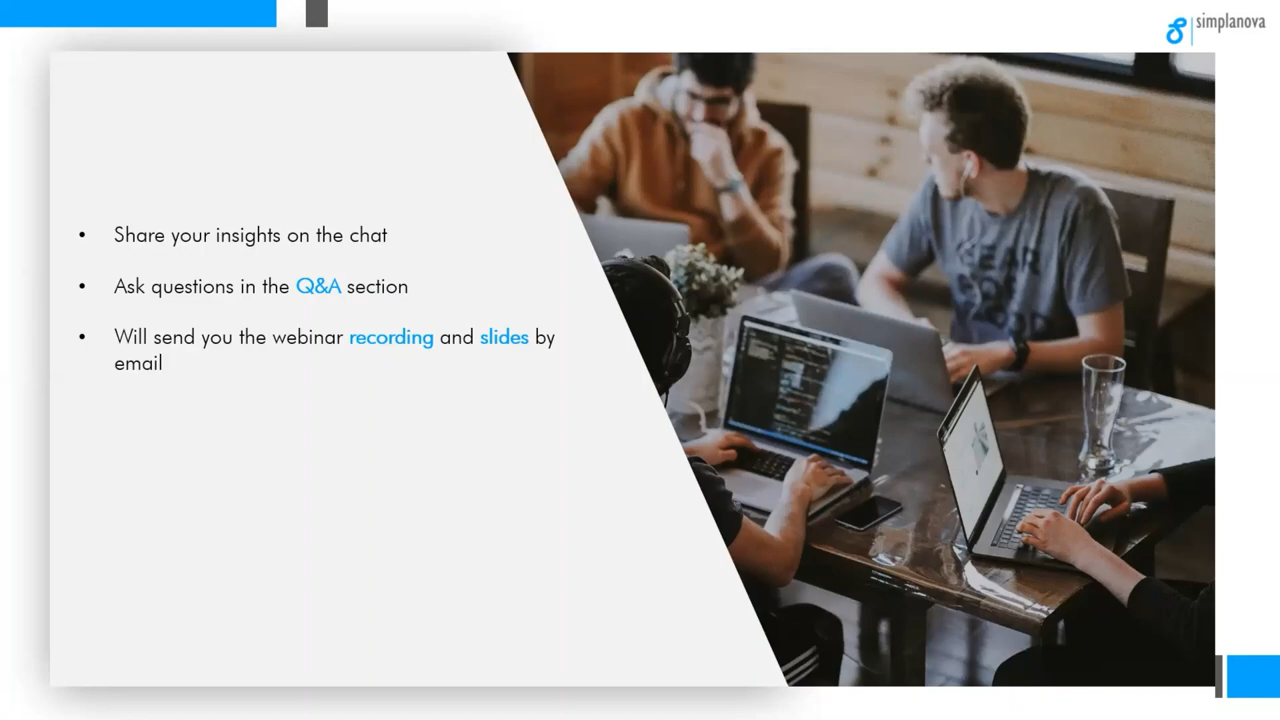 simplanova
• Share your insights on the chat
• Ask questions in the Q&A section
• Will send you the webinar recording and slides by
email